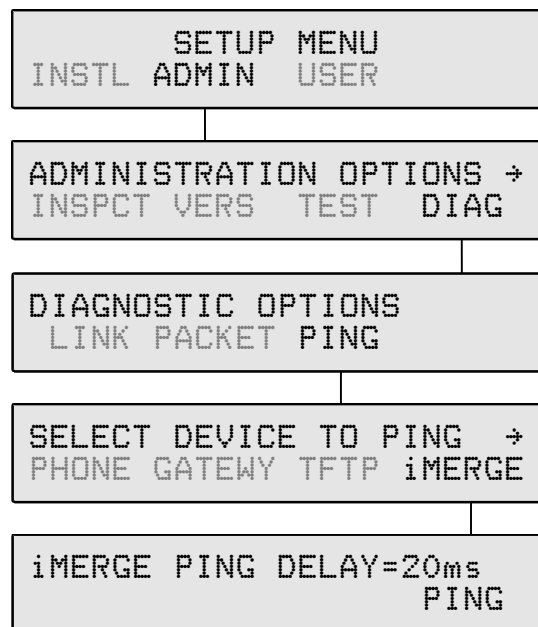 SETUP MENU
INSTL ADMIN USER
ADMINISTRATION OPTIONS →
INSPCT VERS TEST DIAG
DIAGNOSTIC OPTIONS
LINK PACKET PING
SELECT DEVICE TO PING →
PHONE GATEWY TFTP iMERGE
iMERGE PING DELAY=20ms
PING